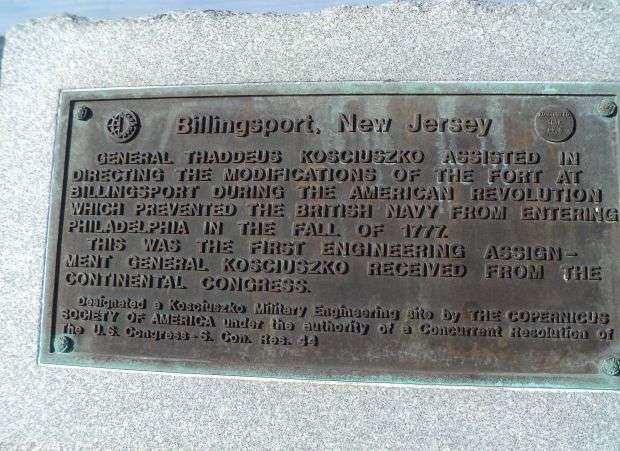 Billingsport, New Jersey
GENERAL THADDEUS KOSCIUSZKO ASSISTED IN
DIRECTING THE MODIFICATIONS OF THE FORT AT
BILLINGSPORT DURING THE AMERICAN REVOLUTION
WHICH PREVENTED THE BRITISH NAVY FROM ENTERING
PHILADELPHIA IN THE FALL OF 1777.
THIS WAS THE FIRST ENGINEERING ASSIGN-
MENT GENERAL KOSCIUSZKO RECEIVED FROM THE
CONTINENTAL CONGRESS.
Designated a Kosciuszko Military Engineering site by THE COPERNICUS
SOCIETY OF AMERICA under the authority of a Concurrent Resolution of
the U.S. Congress - S. Con. Res. 44